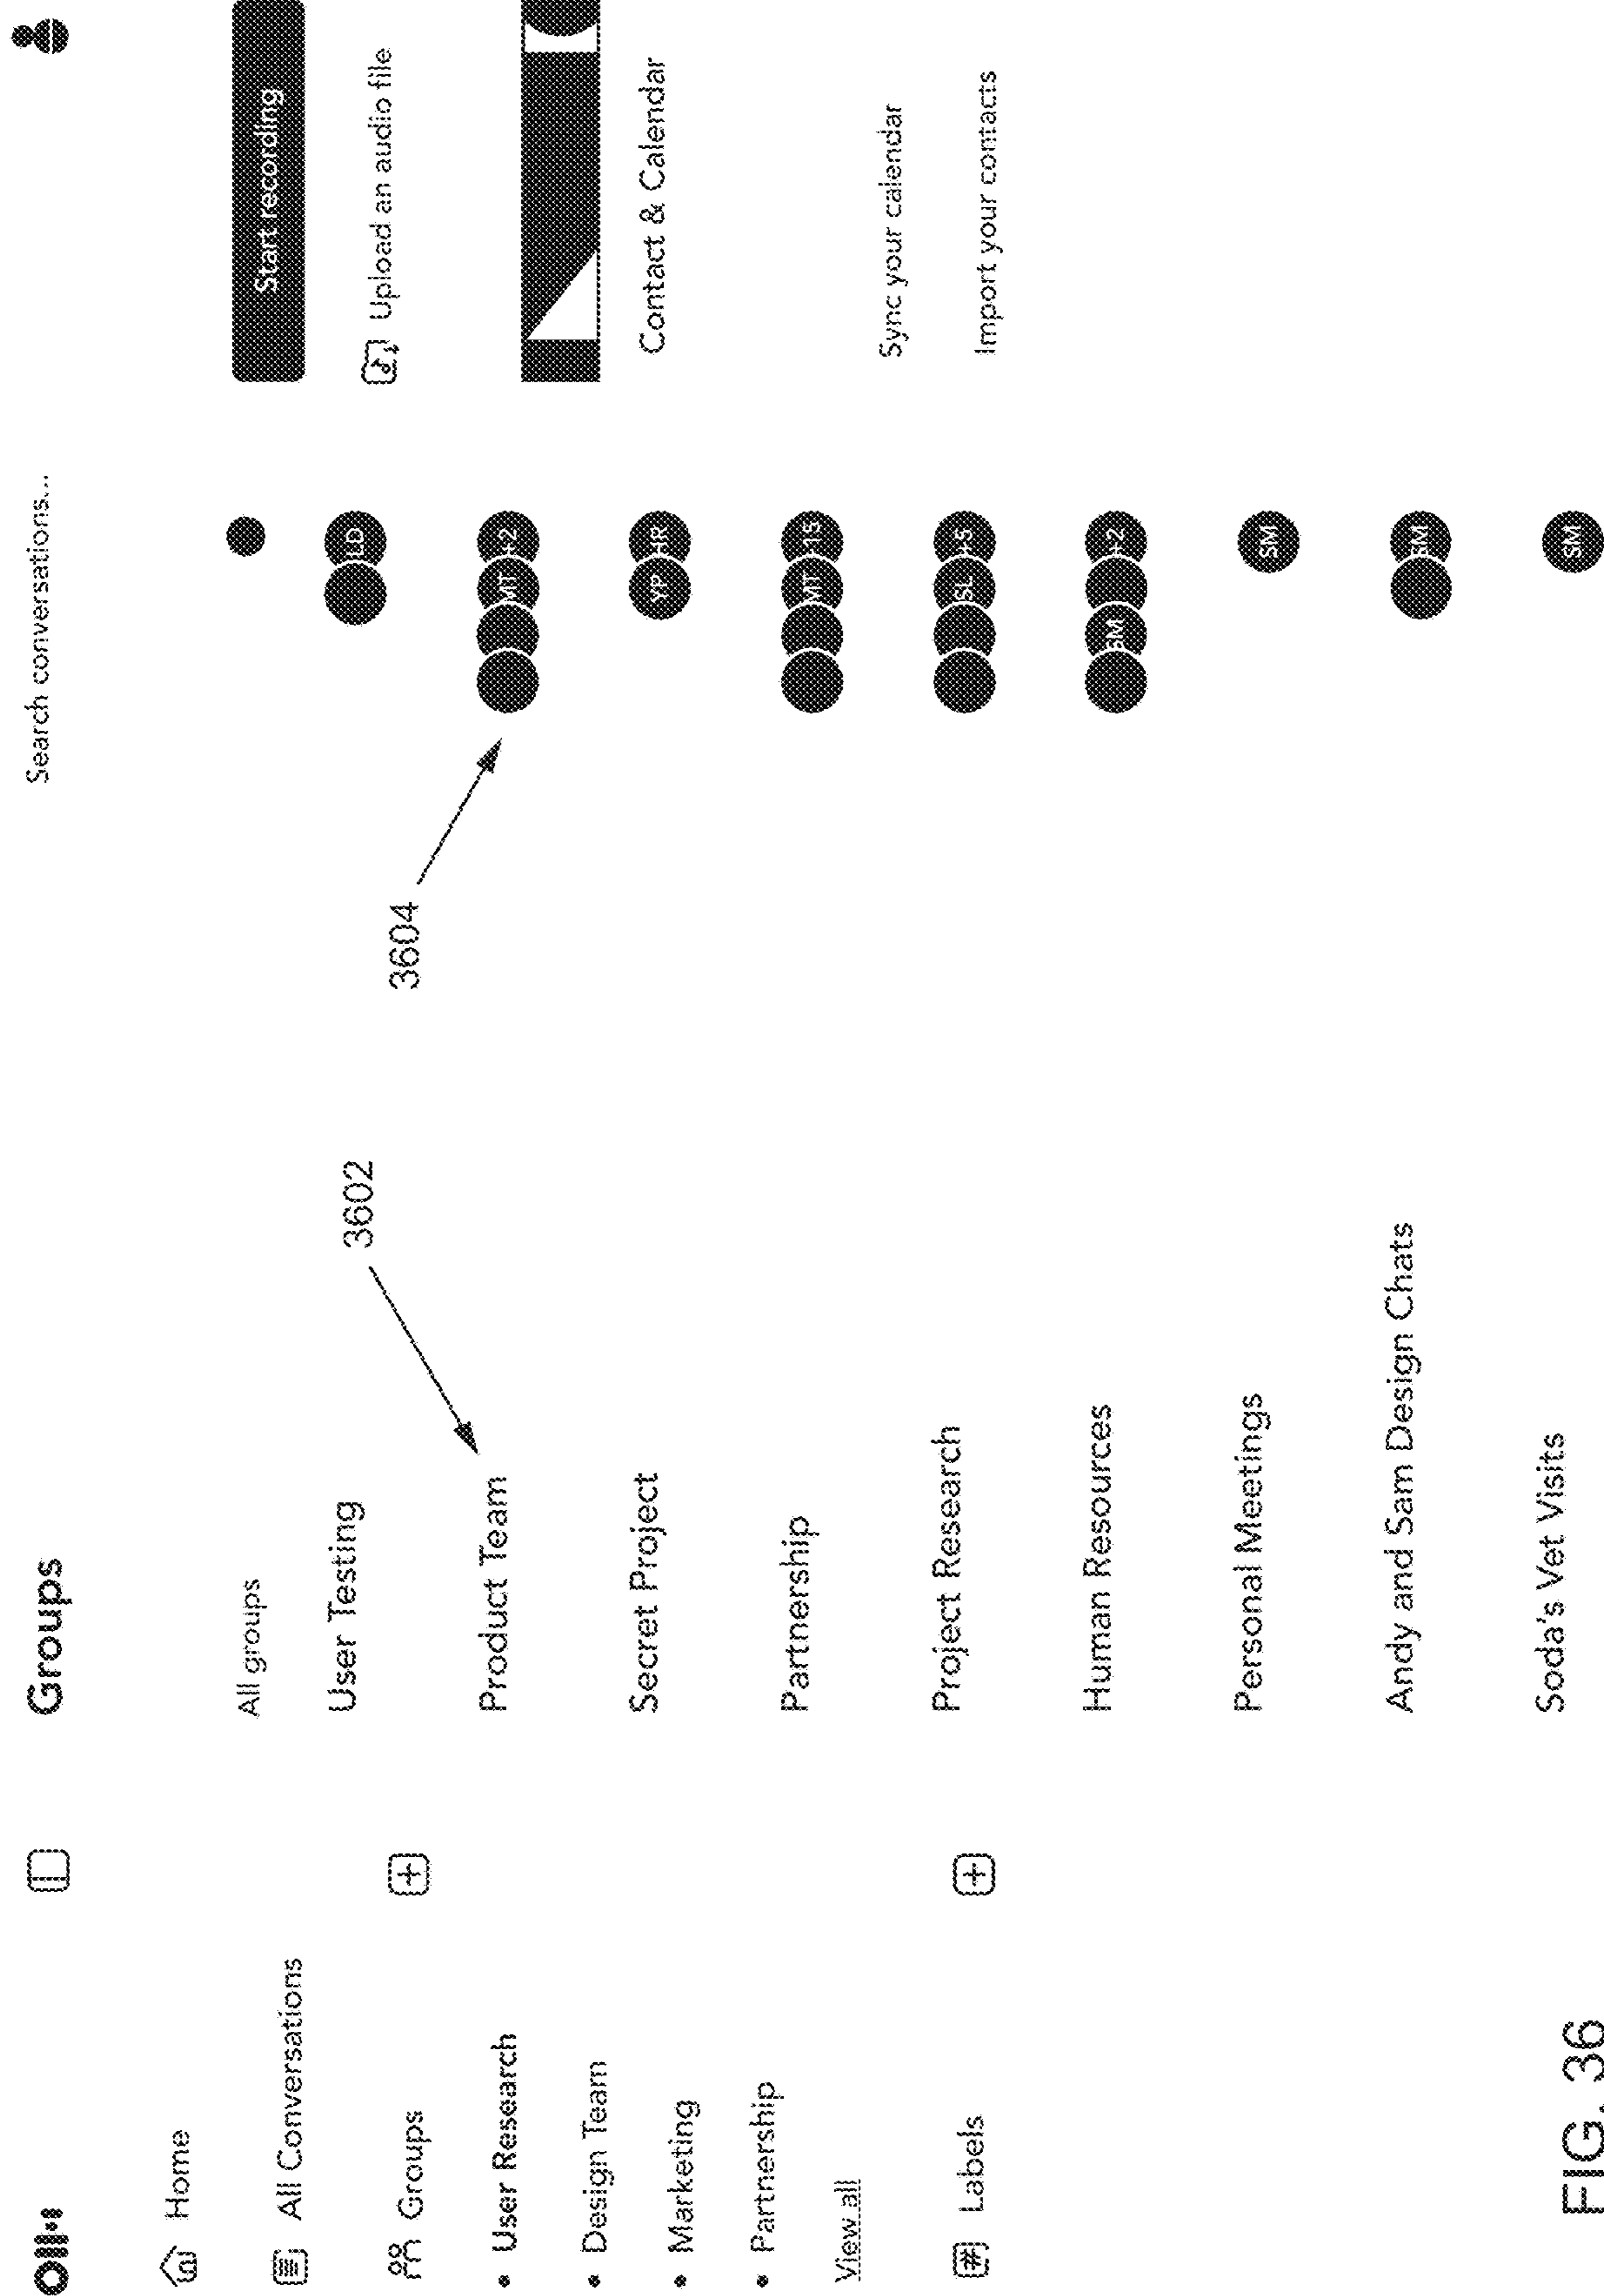 Groups
Search conversations...
Home
All Conversations
Groups
User Research
Design Team
Marketing
Partnership
View all
Labels
All groups
User Testing
LD
3602
3604
Product Team
MT +2
Secret Project
YP HR
Partnership
MT +15
Project Research
SL +5
Human Resources
SM +2
Personal Meetings
SM
Andy and Sam Design Chats
SM
Soda's Vet Visits
SM
Start recording
Upload an audio file
Contact & Calendar
Sync your calendar
Import your contacts
FIG. 36